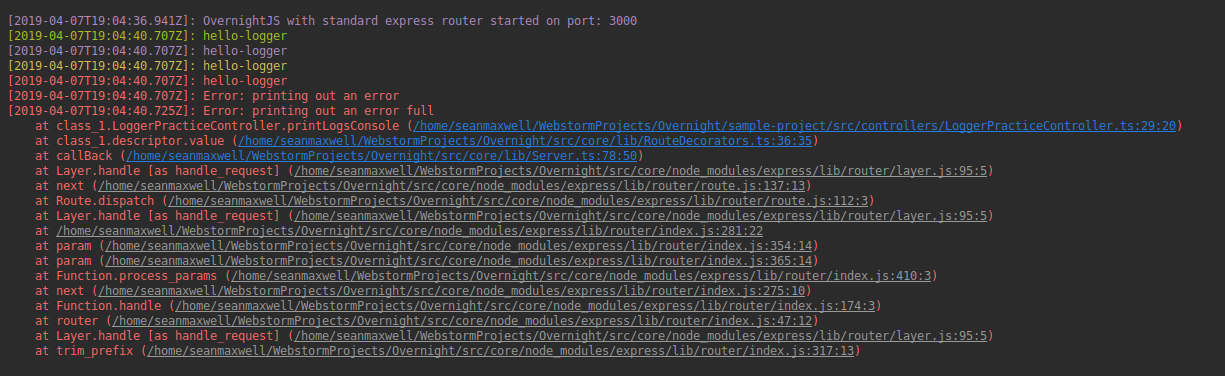 [2019-04-07T19:04:36.941Z]: OvernightJS with standard express router started on port: 3000
[2019-04-07T19:04:40.707Z]: hello-logger
[2019-04-07T19:04:40.707Z]: hello-logger
[2019-04-07T19:04:40.707Z]: hello-logger
[2019-04-07T19:04:40.707Z]: hello-logger
[2019-04-07T19:04:40.707Z]: Error: printing out an error
[2019-04-07T19:04:40.725Z]: Error: printing out an error full
    at class_1.LoggerPracticeController.printLogsConsole (/home/seanmaxwell/WebstormProjects/Overnight/sample-project/src/controllers/LoggerPracticeController.ts:29:20)
    at class_1.descriptor.value (/home/seanmaxwell/WebstormProjects/Overnight/src/core/lib/RouteDecorators.ts:36:35)
    at callBack (/home/seanmaxwell/WebstormProjects/Overnight/src/core/lib/Server.ts:78:50)
    at Layer.handle [as handle_request] (/home/seanmaxwell/WebstormProjects/Overnight/src/core/node_modules/express/lib/router/layer.js:95:5)
    at next (/home/seanmaxwell/WebstormProjects/Overnight/src/core/node_modules/express/lib/router/route.js:137:13)
    at Route.dispatch (/home/seanmaxwell/WebstormProjects/Overnight/src/core/node_modules/express/lib/router/route.js:112:3)
    at Layer.handle [as handle_request] (/home/seanmaxwell/WebstormProjects/Overnight/src/core/node_modules/express/lib/router/layer.js:95:5)
    at /home/seanmaxwell/WebstormProjects/Overnight/src/core/node_modules/express/lib/router/index.js:281:22
    at param (/home/seanmaxwell/WebstormProjects/Overnight/src/core/node_modules/express/lib/router/index.js:354:14)
    at param (/home/seanmaxwell/WebstormProjects/Overnight/src/core/node_modules/express/lib/router/index.js:365:14)
    at Function.process_params (/home/seanmaxwell/WebstormProjects/Overnight/src/core/node_modules/express/lib/router/index.js:410:3)
    at next (/home/seanmaxwell/WebstormProjects/Overnight/src/core/node_modules/express/lib/router/index.js:275:10)
    at Function.handle (/home/seanmaxwell/WebstormProjects/Overnight/src/core/node_modules/express/lib/router/index.js:174:3)
    at router (/home/seanmaxwell/WebstormProjects/Overnight/src/core/node_modules/express/lib/router/index.js:47:12)
    at Layer.handle [as handle_request] (/home/seanmaxwell/WebstormProjects/Overnight/src/core/node_modules/express/lib/router/layer.js:95:5)
    at trim_prefix (/home/seanmaxwell/WebstormProjects/Overnight/src/core/node_modules/express/lib/router/index.js:317:13)